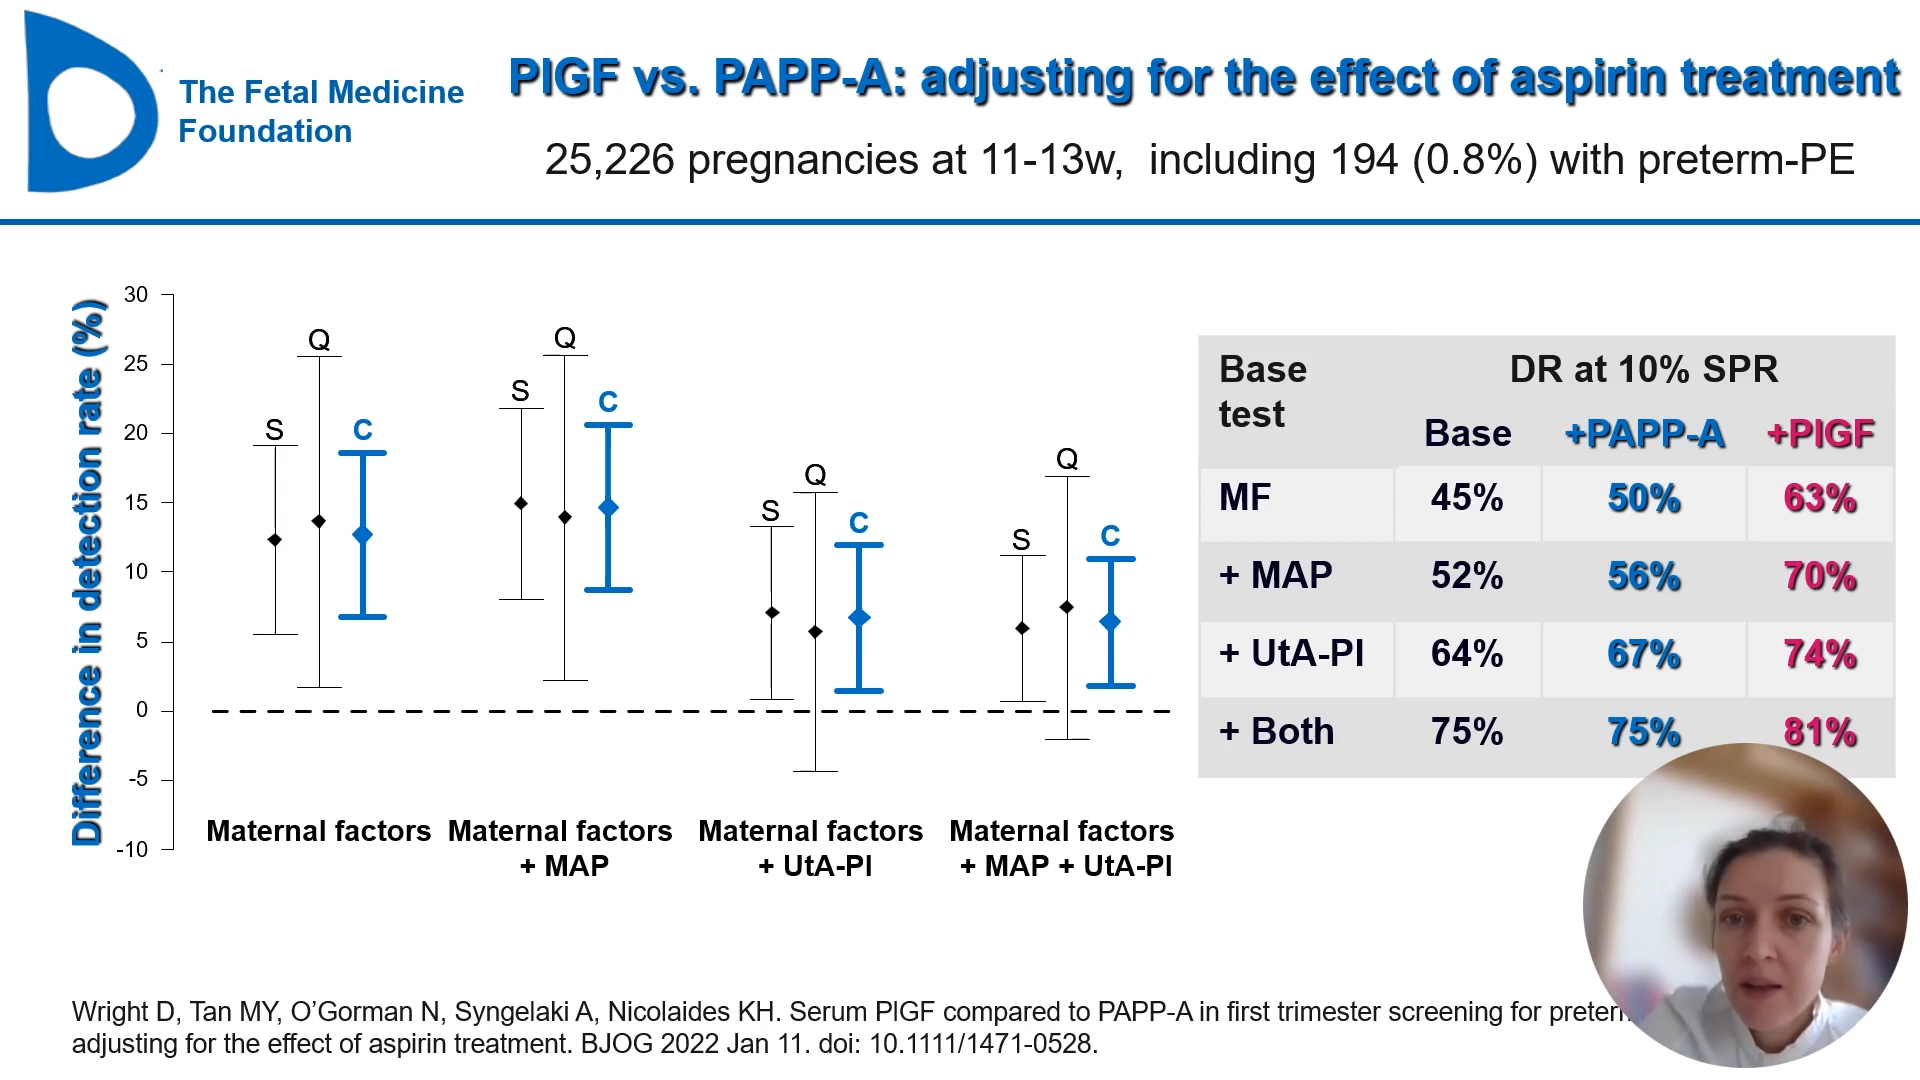 The Fetal Medicine
Foundation
PIGF vs. PAPP-A: adjusting for the effect of aspirin treatment
25,226 pregnancies at 11-13w, including 194 (0.8%) with preterm-PE
Difference in detection rate (%)
30
25
20
15
10
5
0
-5
-10
S
Q
C
S
Q
C
S
Q
C
S
Q
C
Maternal factors
Maternal factors
+ MAP
Maternal factors
+ UtA-PI
Maternal factors
+ MAP + UtA-PI
Base
test
DR at 10% SPR
Base +PAPP-A +PIGF
MF 45% 50% 63%
+ MAP 52% 56% 70%
+ UtA-PI 64% 67% 74%
+ Both 75% 75% 81%
Wright D, Tan MY, O’Gorman N, Syngelaki A, Nicolaides KH. Serum PIGF compared to PAPP-A in first trimester screening for
adjusting for the effect of aspirin treatment. BJOG 2022 Jan 11. doi: 10.1111/1471-0528.